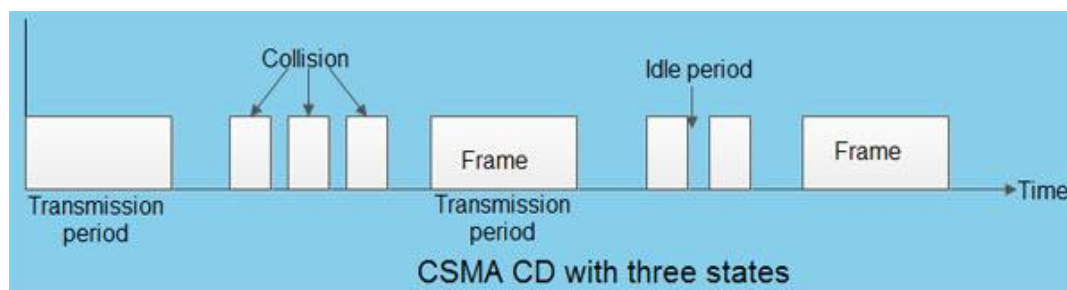 Collision
Idle period
Frame
Frame
Time
Transmission
period
Transmission
period
CSMA CD with three states